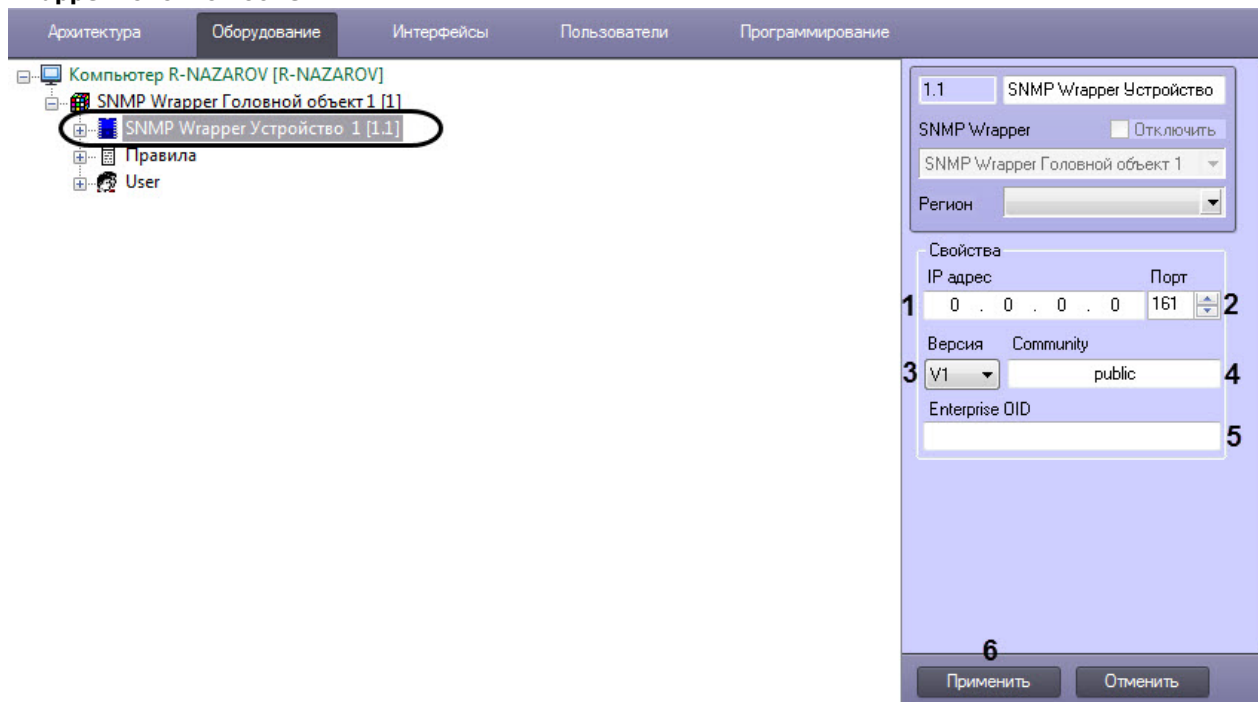 Архитектура Оборудование Интерфейсы Пользователи Программирование
Компьютер R-NAZAROV [R-NAZAROV]
SNMP Wrapper Головной объект 1 [1]
SNMP Wrapper Устройство 1 [1.1]
Правила
User
1.1 SNMP Wrapper Устройство
SNMP Wrapper Отключить
SNMP Wrapper Головной объект 1
Регион
Свойства
IP адрес Порт
1 0 . 0 . 0 . 0 161 2
Версия Community
3 V1 public 4
Enterprise OID
5
6
Применить Отменить